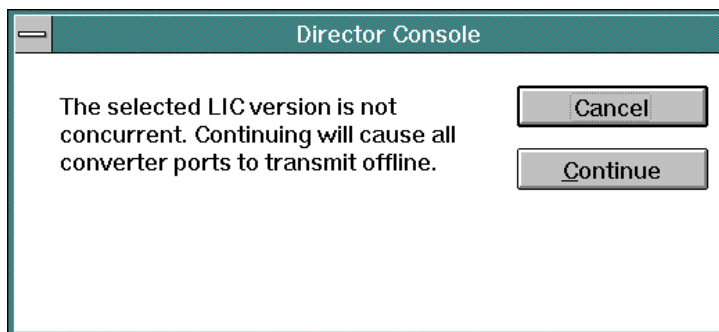 Director Console
The selected LIC version is not
concurrent. Continuing will cause all
converter ports to transmit offline.
Cancel
Continue